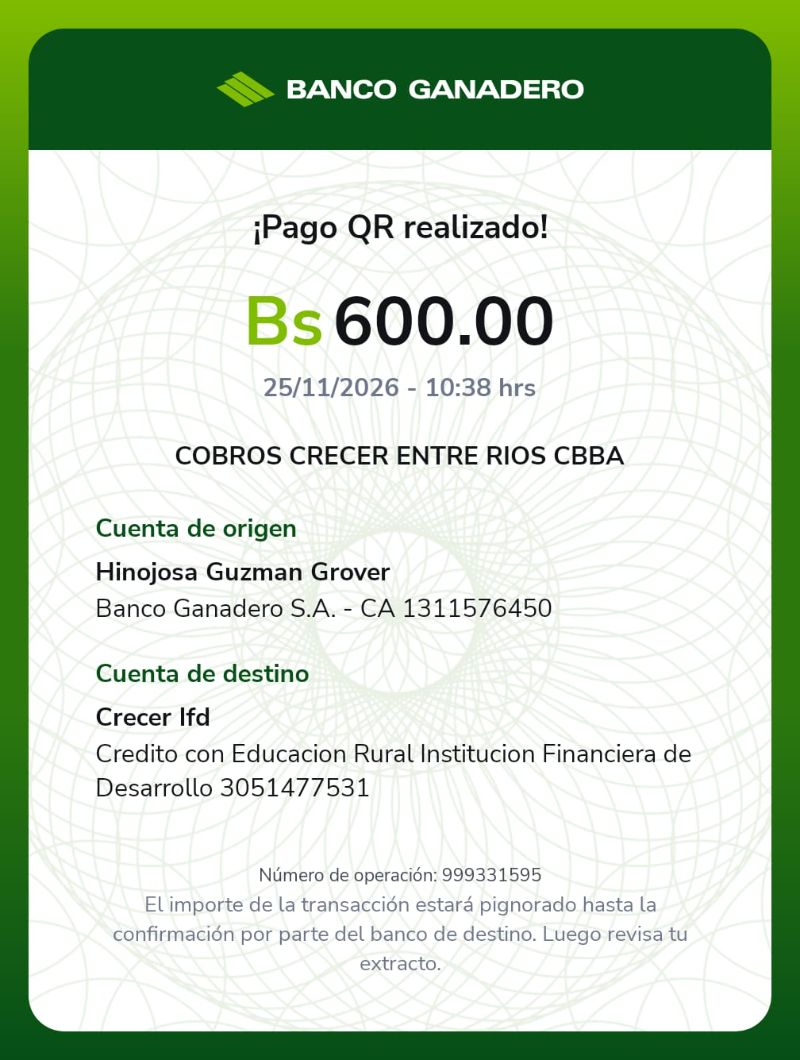 BANCO GANADERO
¡Pago QR realizado!
Bs 600.00
25/11/2026 - 10:38 hrs
COBROS CRECER ENTRE RIOS CBBA
Cuenta de origen
Hinojosa Guzman Grover
Banco Ganadero S.A. - CA 1311576450
Cuenta de destino
Crecer Ifd
Credito con Educacion Rural Institucion Financiera de
Desarrollo 3051477531
Número de operación: 999331595
El importe de la transacción estará pignorado hasta la
confirmación por parte del banco de destino. Luego revisa tu
extracto.